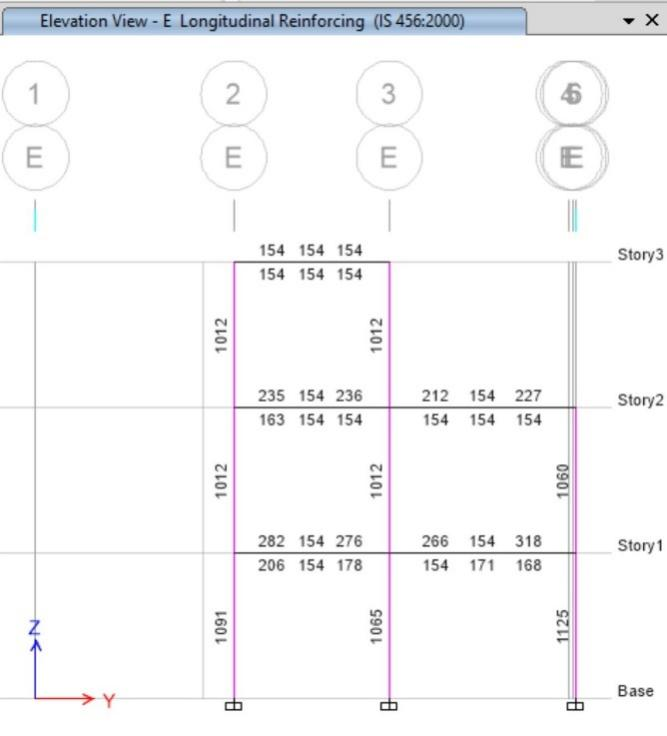 Elevation View - E Longitudinal Reinforcing (IS 456:2000)
1 2 3 6
E E E E
154 154 154
Story3
154 154 154
1012 1012
235 154 236 212 154 227
Story2
163 154 154 154 154 154
1012 1012 1060
282 154 276 266 154 318
Story1
206 154 178 154 171 168
1091 1065 1125
Z
Y
Base